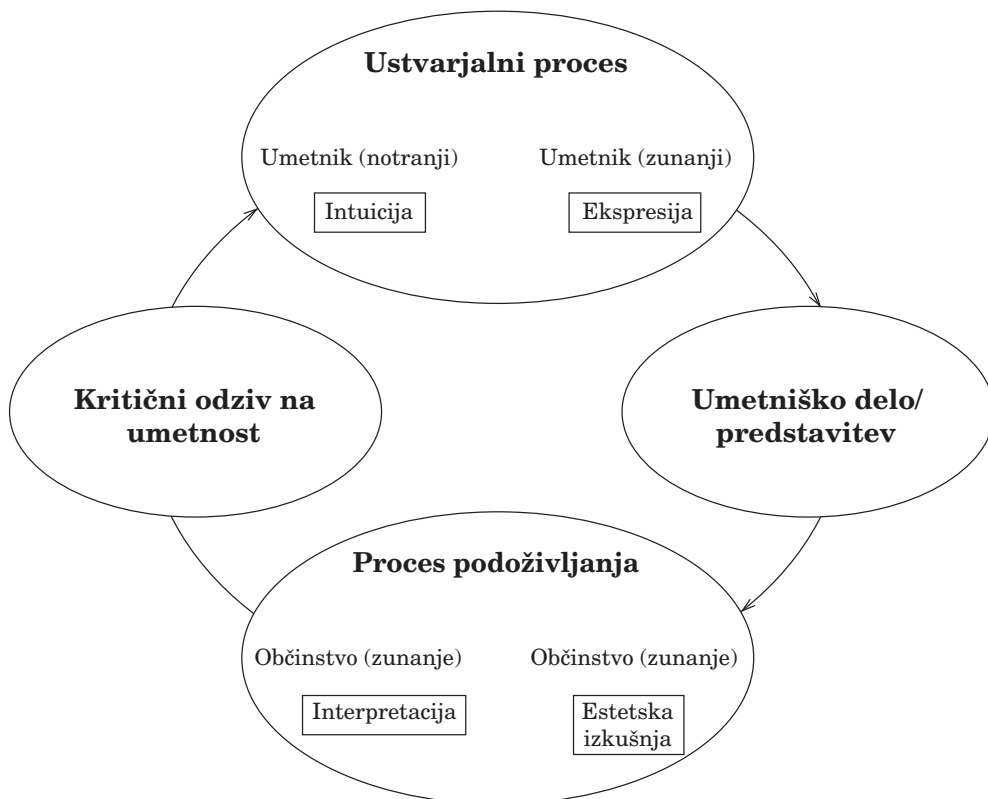 Ustvarjalni proces
Umetnik (notranji)
Umetnik (zunanji)
Intuicija
Ekspresija
Kritični odziv na
umetnost
Umetniško delo/
predstavitev
Proces podoživljanja
Občinstvo (zunanje)
Občinstvo (zunanje)
Interpretacija
Estetska
izkušnja